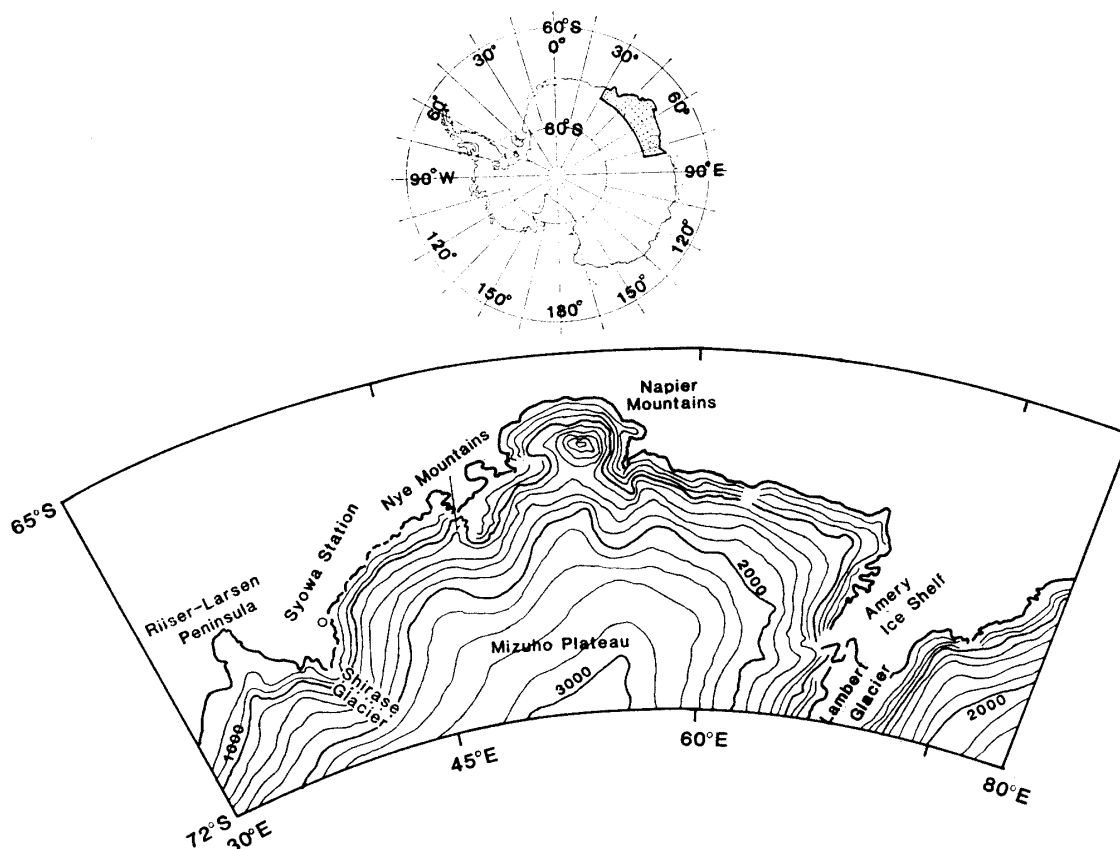 60°S
0°
30°
30°
60°
60°
80°S
90°W
90°E
120°
120°
150°
150°
180°
Napier
Mountains
Nye Mountains
65°S
Syowa Station
2000
Riiser-Larsen
Peninsula
Amery
Ice Shelf
Mizuho Plateau
Shirase
Glacier
3000
Lambert
Glacier
2000
1000
45°E
60°E
80°E
72°S
30°E